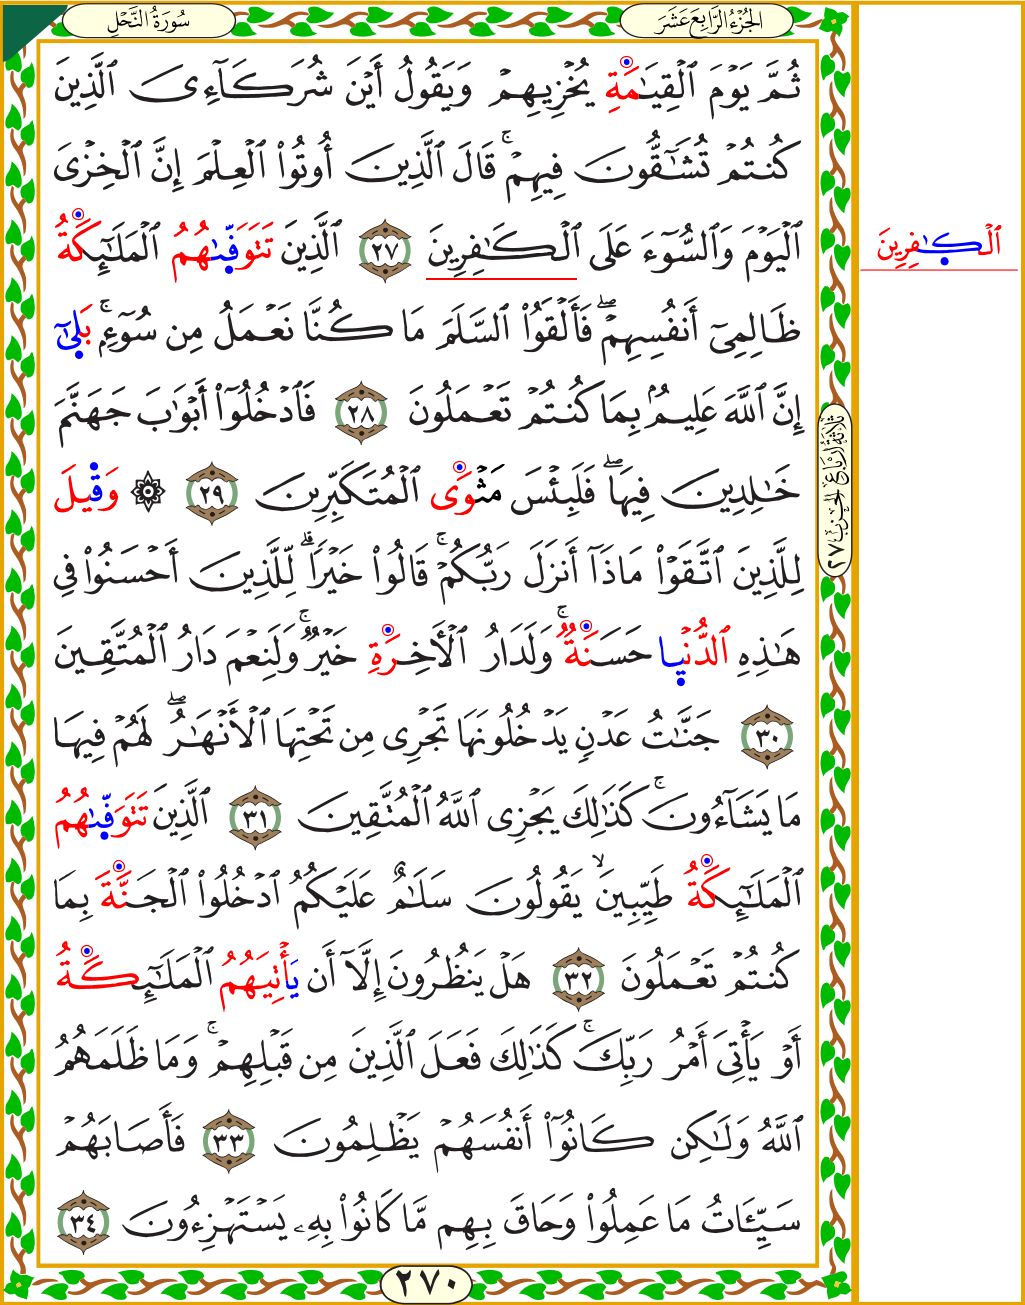 الجُزْءُ الرَّابِعَ عَشَرَ
سُورَةُ النَّحْلِ
ثُمَّ يَوْمَ ٱلْقِيَٰمَةِ يُخْزِيهِمْ وَيَقُولُ أَيْنَ شُرَكَآءِىَ ٱلَّذِينَ
كُنتُمْ تُشَٰٓقُّونَ فِيهِمْ ۚ قَالَ ٱلَّذِينَ أُوتُوا۟ ٱلْعِلْمَ إِنَّ ٱلْخِزْىَ
ٱلْيَوْمَ وَٱلسُّوٓءَ عَلَى ٱلْكَٰفِرِينَ ٢٧ ٱلَّذِينَ تَتَوَفَّىٰهُمُ ٱلْمَلَٰٓئِكَةُ
ٱلْكَٰفِرِينَ
ظَالِمِىٓ أَنفُسِهِمْ ۖ فَأَلْقَوُا۟ ٱلسَّلَمَ مَا كُنَّا نَعْمَلُ مِن سُوٓءٍۭ ۚ بَلَىٰٓ
إِنَّ ٱللَّهَ عَلِيمٌۢ بِمَا كُنتُمْ تَعْمَلُونَ ٢٨ فَٱدْخُلُوٓا۟ أَبْوَٰبَ جَهَنَّمَ
خَٰلِدِينَ فِيهَا ۖ فَلَبِئْسَ مَثْوَى ٱلْمُتَكَبِّرِينَ ٢٩ ۞ وَقِيلَ
لِلَّذِينَ ٱتَّقَوْا۟ مَاذَآ أَنزَلَ رَبُّكُمْ ۚ قَالُوا۟ خَيْرًا ۗ لِّلَّذِينَ أَحْسَنُوا۟ فِى
هَٰذِهِ ٱلدُّنْيَا حَسَنَةٌ ۚ وَلَدَارُ ٱلْأَخِرَةِ خَيْرٌ ۚ وَلَنِعْمَ دَارُ ٱلْمُتَّقِينَ
٣٠ جَنَّٰتُ عَدْنٍ يَدْخُلُونَهَا تَجْرِى مِن تَحْتِهَا ٱلْأَنْهَٰرُ ۖ لَهُمْ فِيهَا
مَا يَشَآءُونَ ۚ كَذَٰلِكَ يَجْزِى ٱللَّهُ ٱلْمُتَّقِينَ ٣١ ٱلَّذِينَ تَتَوَفَّىٰهُمُ
ٱلْمَلَٰٓئِكَةُ طَيِّبِينَ ۙ يَقُولُونَ سَلَٰمٌ عَلَيْكُمُ ٱدْخُلُوا۟ ٱلْجَنَّةَ بِمَا
كُنتُمْ تَعْمَلُونَ ٣٢ هَلْ يَنظُرُونَ إِلَّآ أَن يَأْتِيَهُمُ ٱلْمَلَٰٓئِكَةُ
أَوْ يَأْتِىَ أَمْرُ رَبِّكَ ۚ كَذَٰلِكَ فَعَلَ ٱلَّذِينَ مِن قَبْلِهِمْ ۚ وَمَا ظَلَمَهُمُ
ٱللَّهُ وَلَٰكِن كَانُوٓا۟ أَنفُسَهُمْ يَظْلِمُونَ ٣٣ فَأَصَابَهُمْ
سَيِّـَٔاتُ مَا عَمِلُوا۟ وَحَاقَ بِهِم مَّا كَانُوا۟ بِهِۦ يَسْتَهْزِءُونَ ٣٤
ثَلَاثَةُ أَرْبَاعِ الْحِزْبِ ٢٧
٢٧٠